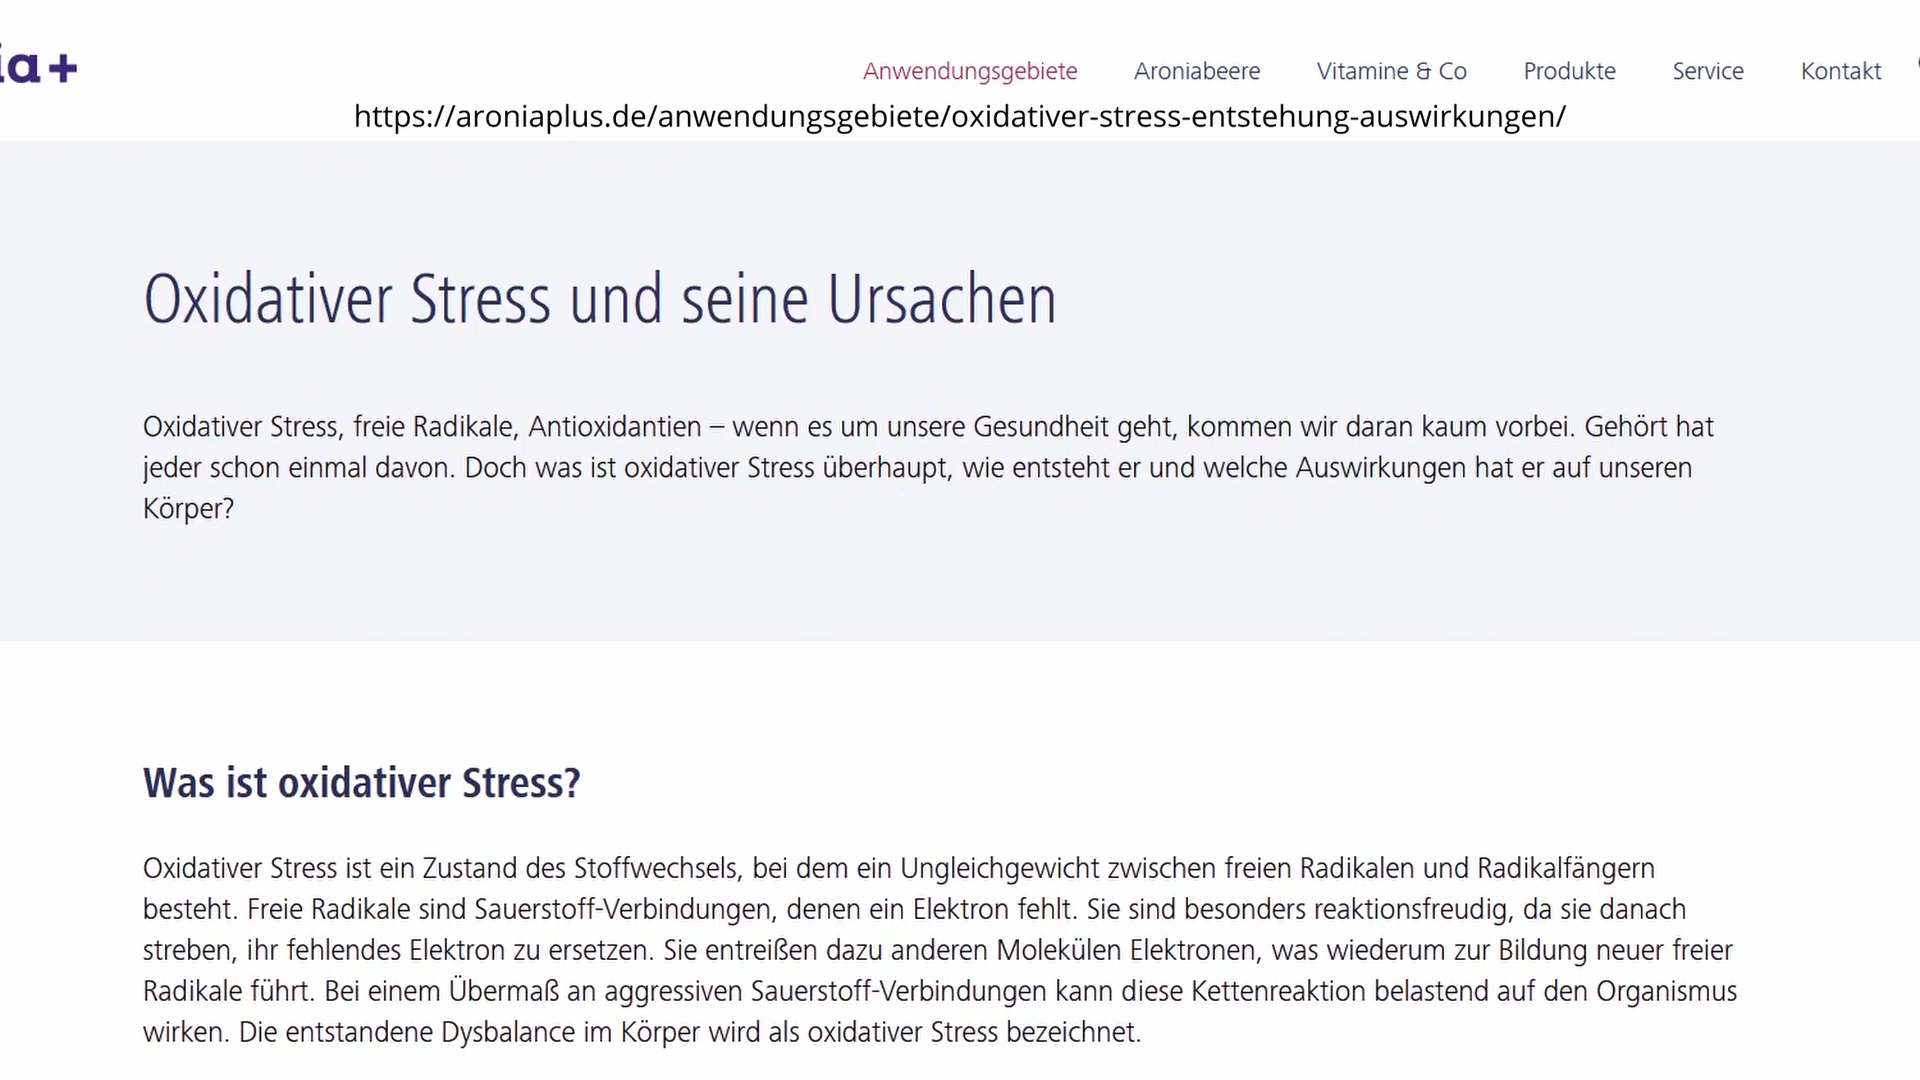 ia+
Anwendungsgebiete Aroniabeere Vitamine & Co Produkte Service Kontakt
https://aroniaplus.de/anwendungsgebiete/oxidativer-stress-entstehung-auswirkungen/
Oxidativer Stress und seine Ursachen
Oxidativer Stress, freie Radikale, Antioxidantien – wenn es um unsere Gesundheit geht, kommen wir daran kaum vorbei. Gehört hat
jeder schon einmal davon. Doch was ist oxidativer Stress überhaupt, wie entsteht er und welche Auswirkungen hat er auf unseren
Körper?
Was ist oxidativer Stress?
Oxidativer Stress ist ein Zustand des Stoffwechsels, bei dem ein Ungleichgewicht zwischen freien Radikalen und Radikalfängern
besteht. Freie Radikale sind Sauerstoff-Verbindungen, denen ein Elektron fehlt. Sie sind besonders reaktionsfreudig, da sie danach
streben, ihr fehlendes Elektron zu ersetzen. Sie entreißen dazu anderen Molekülen Elektronen, was wiederum zur Bildung neuer freier
Radikale führt. Bei einem Übermaß an aggressiven Sauerstoff-Verbindungen kann diese Kettenreaktion belastend auf den Organismus
wirken. Die entstandene Dysbalance im Körper wird als oxidativer Stress bezeichnet.